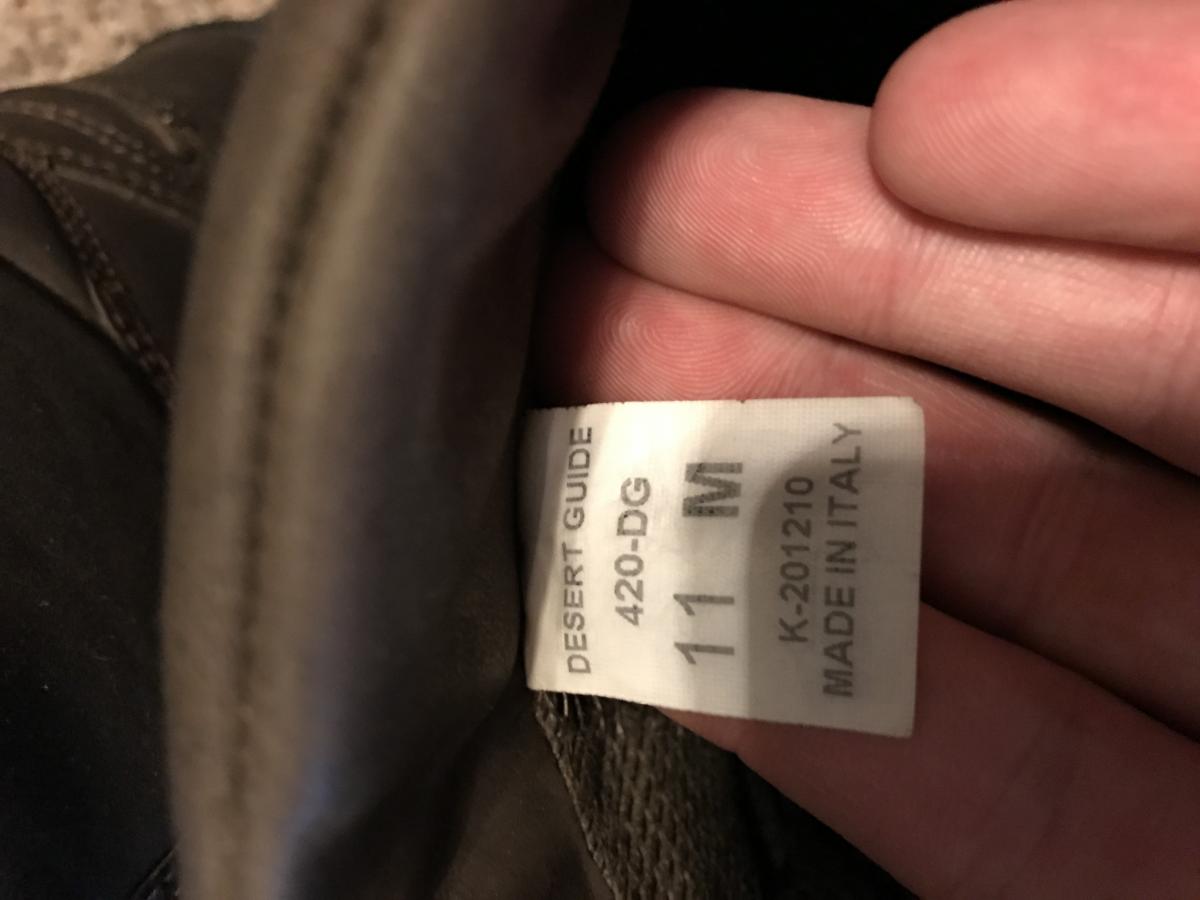 DESERT GUIDE
420-DG
11 M
K-201210
MADE IN ITALY